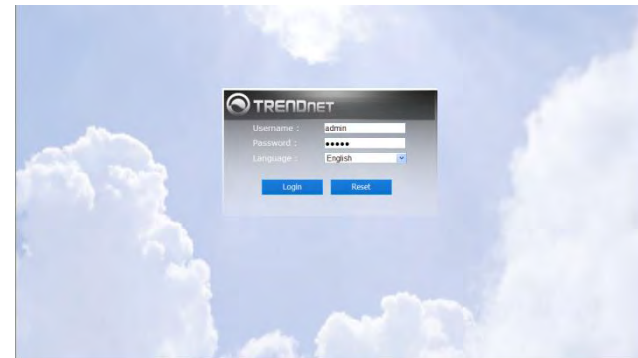 TRENDNET
Username : admin
Password : •••••
Language : English
Login Reset